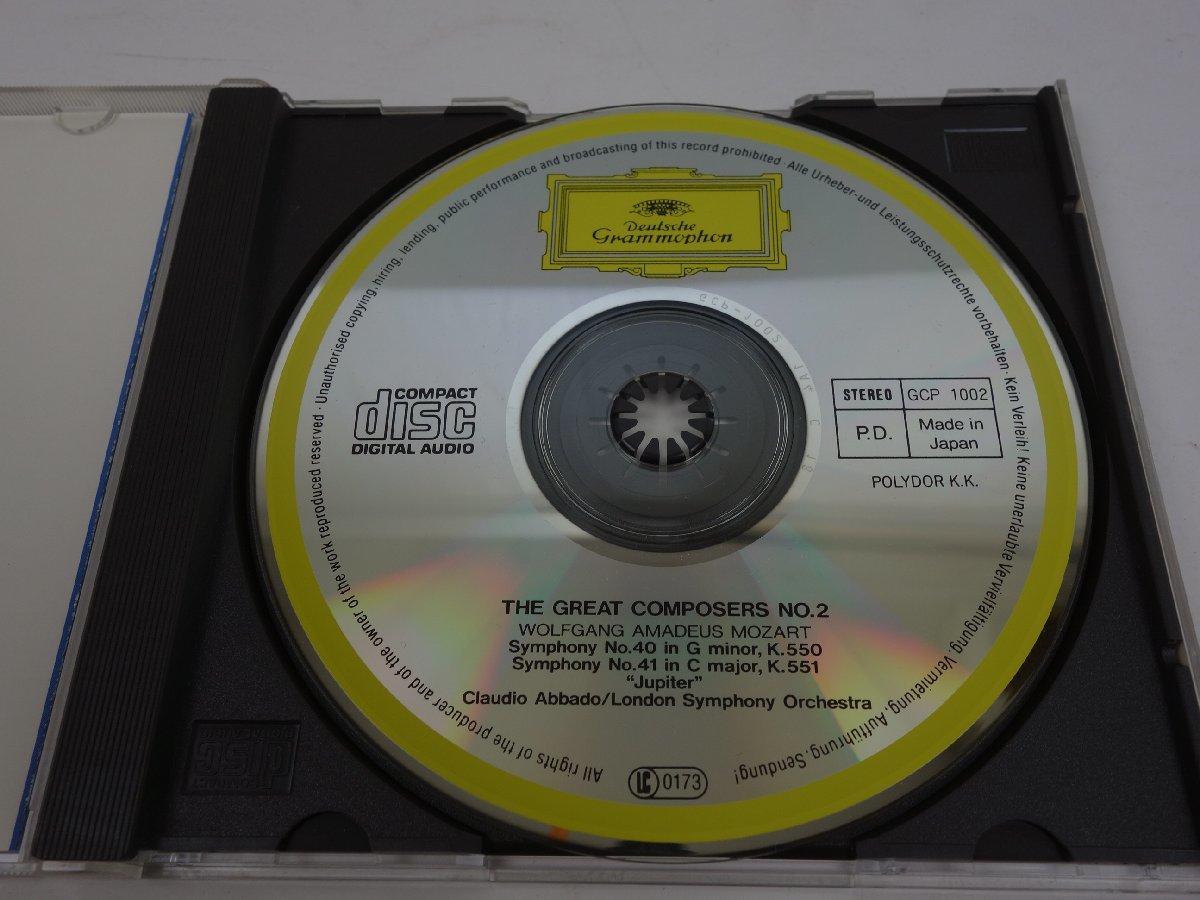 Deutsche
Grammophon
All rights of the producer and of the owner of the work reproduced reserved · Unauthorised copying, hiring, lending, public performance and broadcasting of this record prohibited · Alle Urheber- und Leistungsschutzrechte vorbehalten · Kein Verleih! Keine unerlaubte Vervielfältigung, Vermietung, Aufführung, Sendung!
COMPACT
disc
DIGITAL AUDIO
STEREO GCP 1002
P.D. Made in
Japan
POLYDOR K.K.
THE GREAT COMPOSERS NO.2
WOLFGANG AMADEUS MOZART
Symphony No.40 in G minor, K.550
Symphony No.41 in C major, K.551
"Jupiter"
Claudio Abbado/London Symphony Orchestra
LC 0173
disc